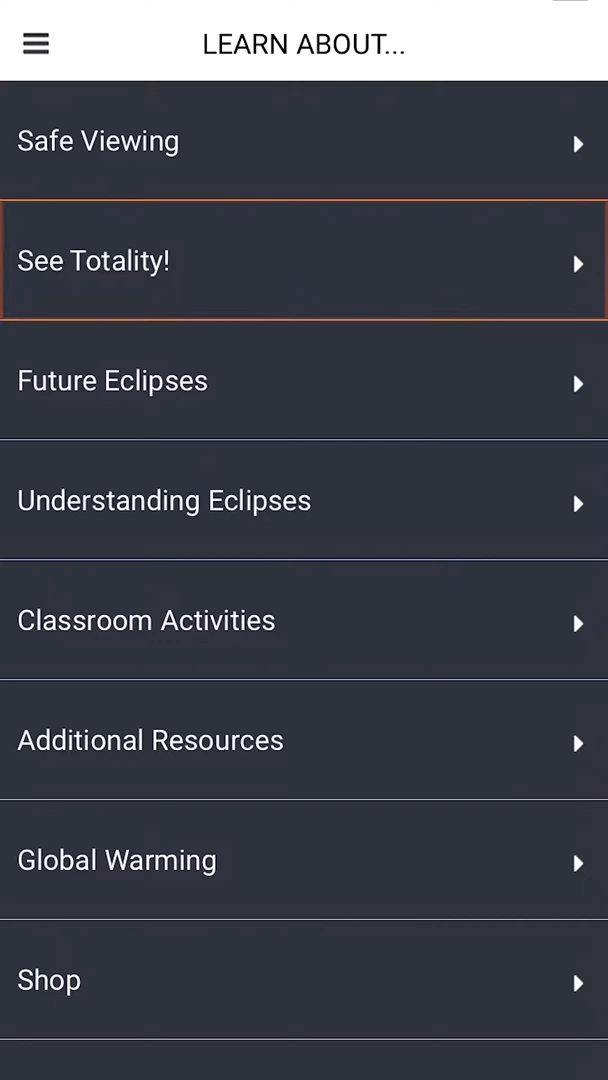 LEARN ABOUT...
Safe Viewing
See Totality!
Future Eclipses
Understanding Eclipses
Classroom Activities
Additional Resources
Global Warming
Shop